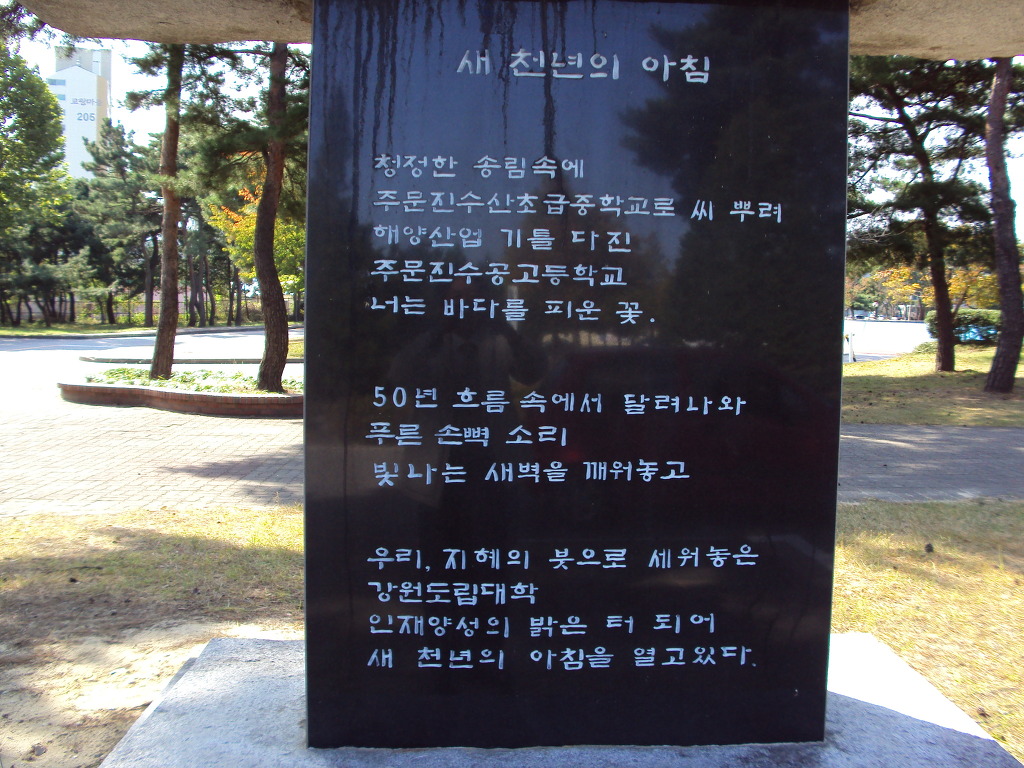 새 천년의 아침
청정한 송림속에
주문진수산초급중학교로 씨 뿌려
해양산업 기틀 다진
주문진수공고등학교
너는 바다를 피운 꽃.
50년 흐름 속에서 달려나와
푸른 손뼉 소리
빛나는 새벽을 깨워놓고
우리, 지혜의 붓으로 세워놓은
강원도립대학
인재양성의 밝은 터 되어
새 천년의 아침을 열고있다.
205